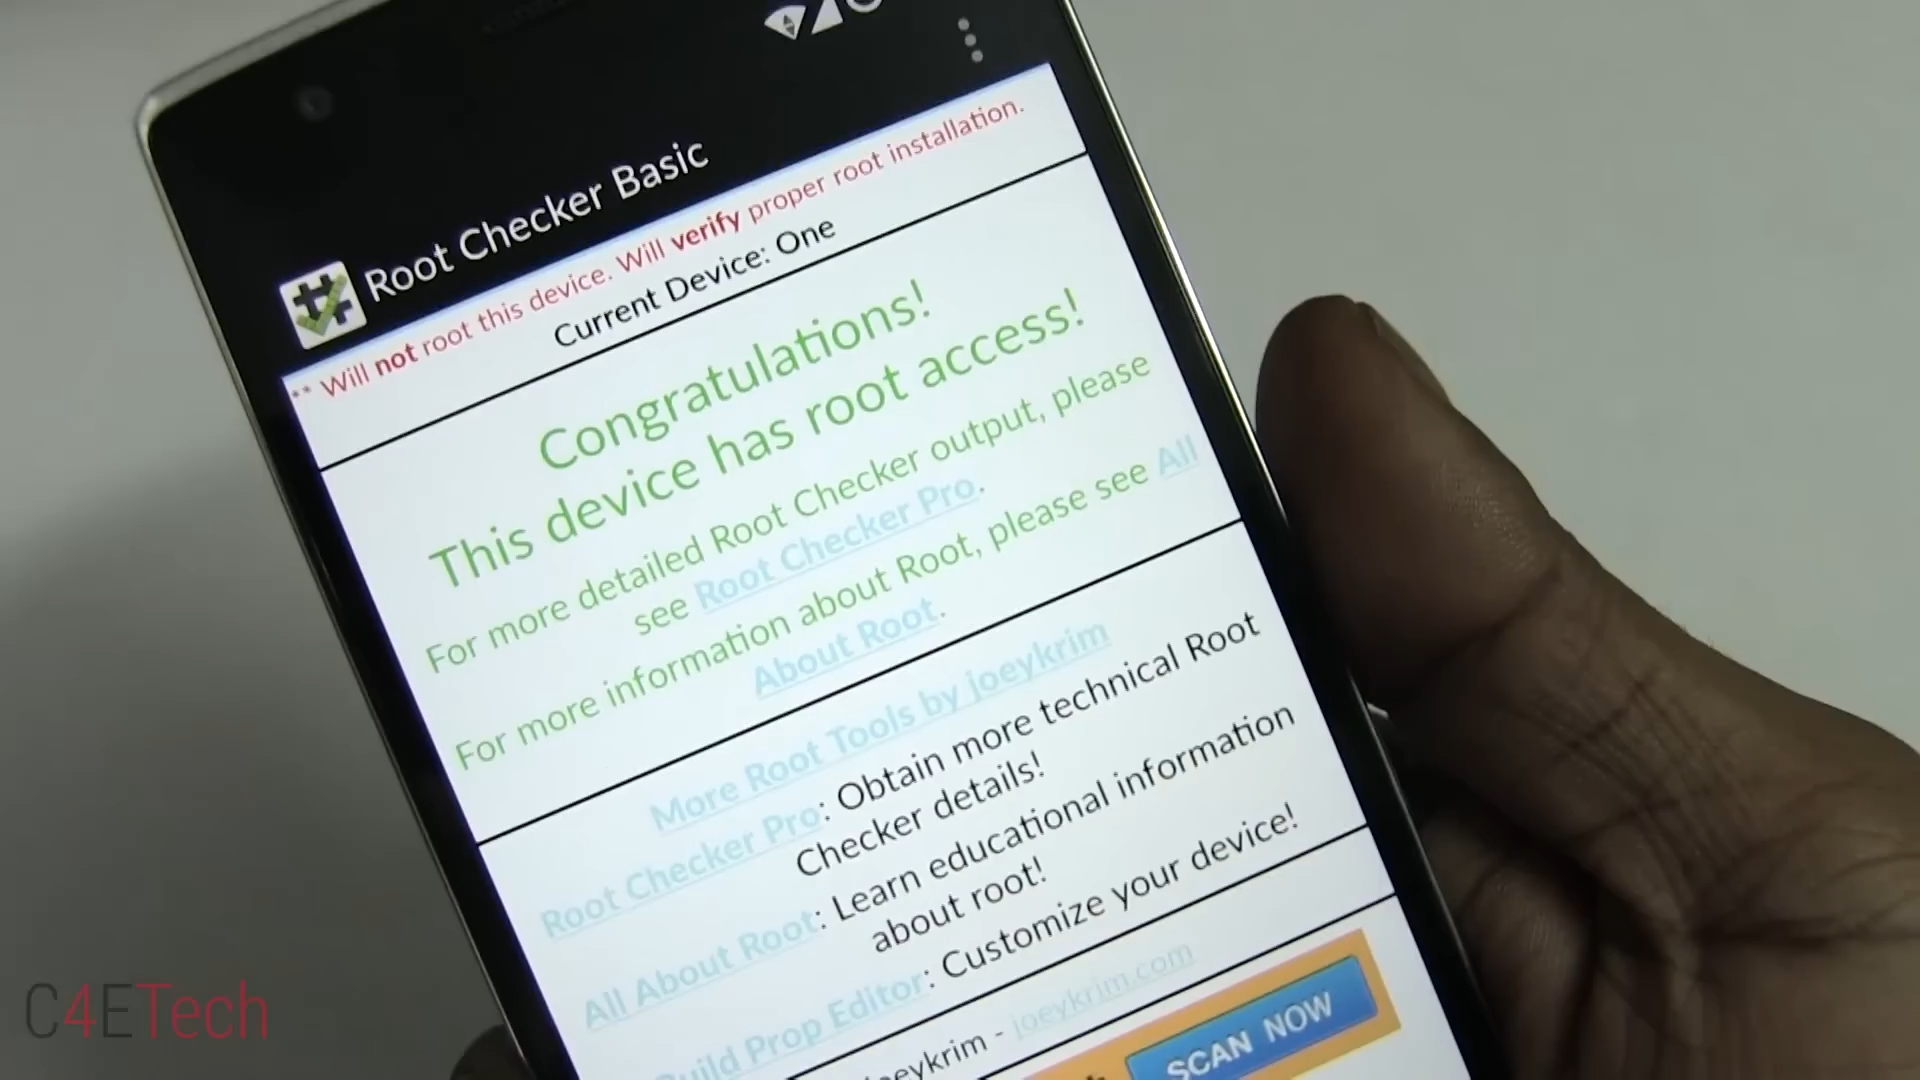 Root Checker Basic
** Will not root this device. Will verify proper root installation.
Current Device: One
Congratulations!
This device has root access!
For more detailed Root Checker output, please
see Root Checker Pro.
For more information about Root, please see All
About Root.
More Root Tools by joeykrim
Root Checker Pro: Obtain more technical Root
Checker details!
All About Root: Learn educational information
about root!
Build Prop Editor: Customize your device!
joeykrim - joeykrim.com
SCAN NOW
C4ETech